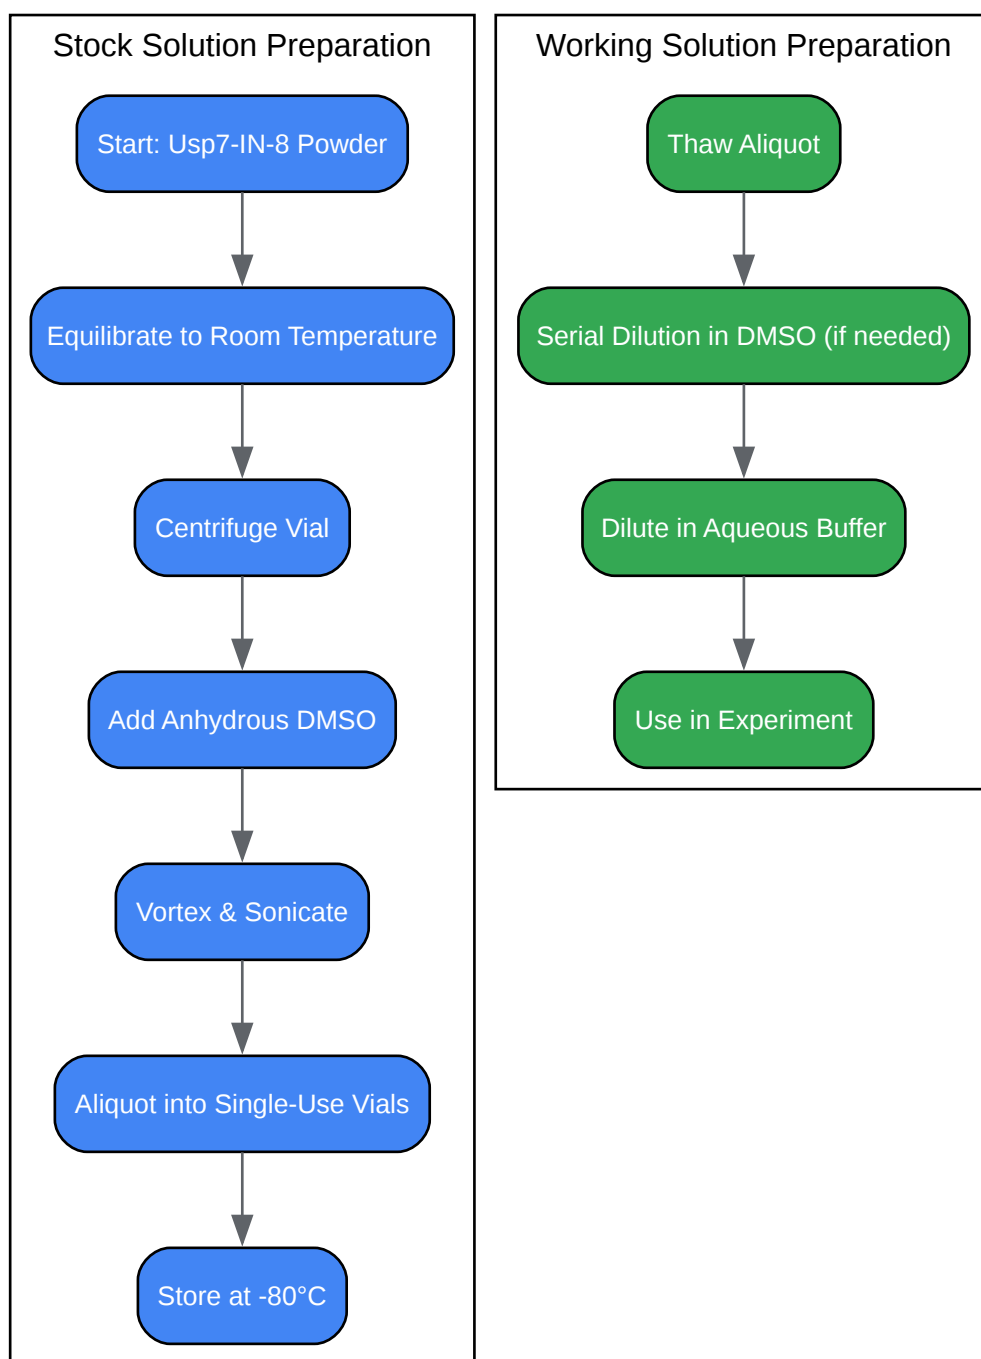 Stock Solution Preparation
Start: Usp7-IN-8 Powder
Equilibrate to Room Temperature
Centrifuge Vial
Add Anhydrous DMSO
Vortex & Sonicate
Aliquot into Single-Use Vials
Store at -80°C
Working Solution Preparation
Thaw Aliquot
Serial Dilution in DMSO (if needed)
Dilute in Aqueous Buffer
Use in Experiment